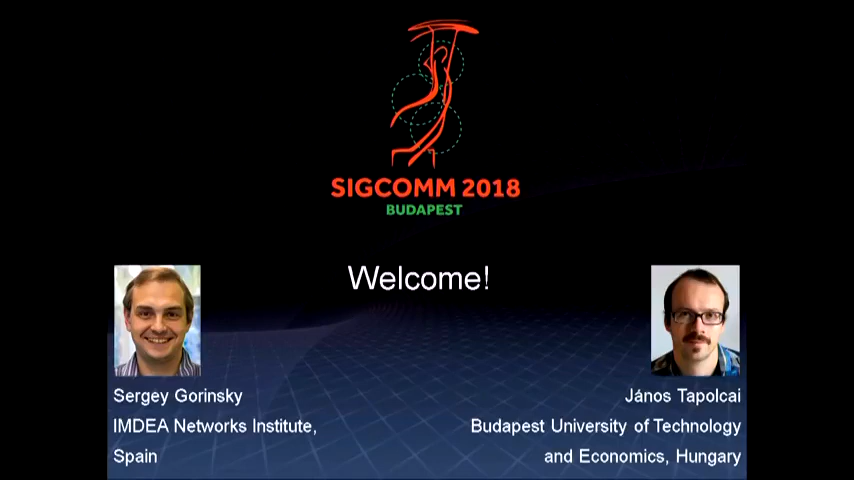 SIGCOMM 2018
BUDAPEST
Welcome!
Sergey Gorinsky
IMDEA Networks Institute,
Spain
János Tapolcai
Budapest University of Technology
and Economics, Hungary